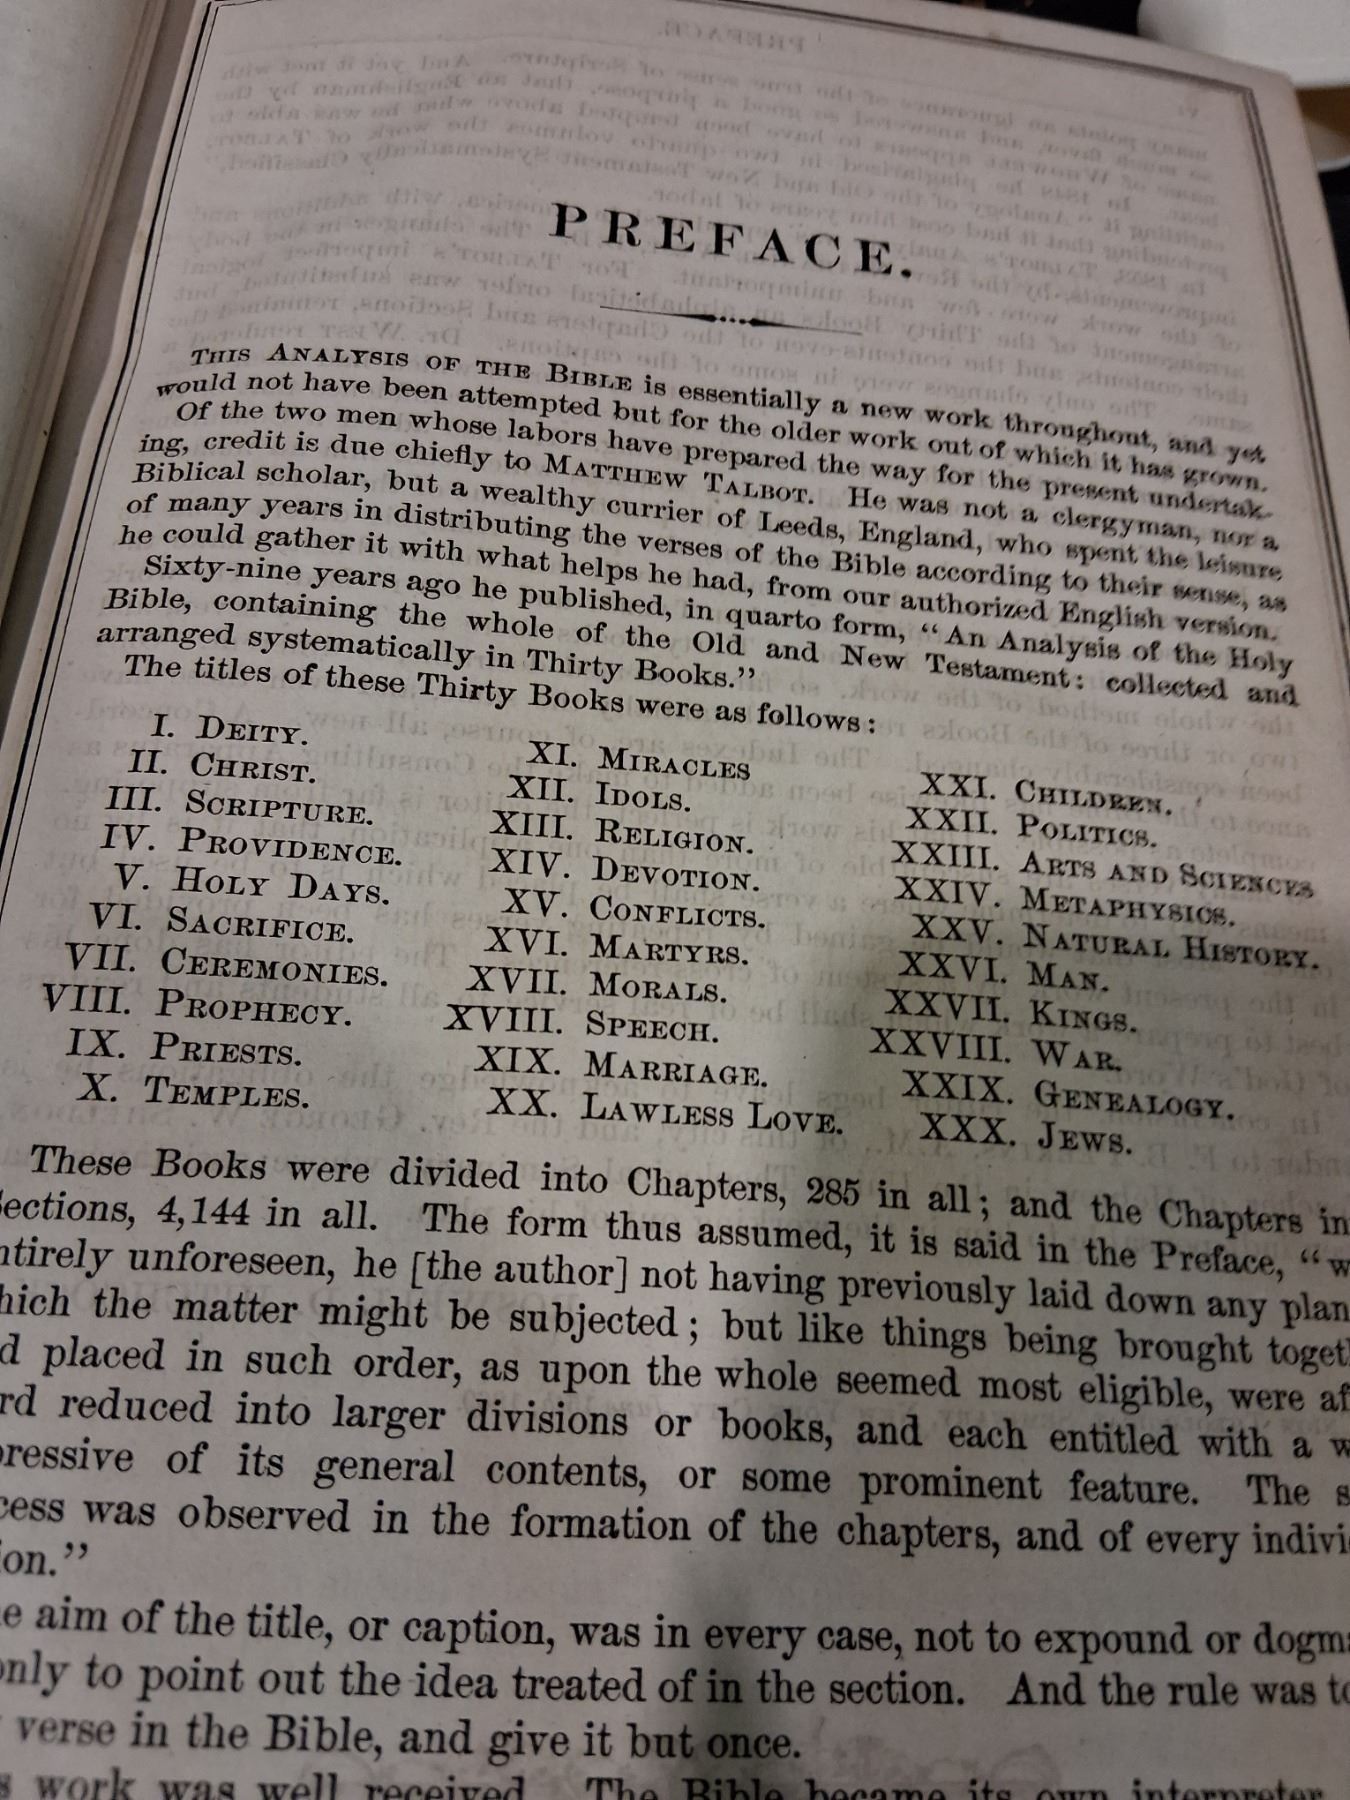 PREFACE.
THIS ANALYSIS OF THE BIBLE is essentially a new work throughout, and yet
would not have been attempted but for the older work out of which it has grown.
Of the two men whose labors have prepared the way for the present undertak-
ing, credit is due chiefly to MATTHEW TALBOT. He was not a clergyman, nor a
Biblical scholar, but a wealthy currier of Leeds, England, who spent the leisure
of many years in distributing the verses of the Bible according to their sense, as
he could gather it with what helps he had, from our authorized English version.
Sixty-nine years ago he published, in quarto form, “An Analysis of the Holy
Bible, containing the whole of the Old and New Testament: collected and
arranged systematically in Thirty Books.”
The titles of these Thirty Books were as follows:
I. DEITY.
II. CHRIST.
III. SCRIPTURE.
IV. PROVIDENCE.
V. HOLY DAYS.
VI. SACRIFICE.
VII. CEREMONIES.
VIII. PROPHECY.
IX. PRIESTS.
X. TEMPLES.
XI. MIRACLES
XII. IDOLS.
XIII. RELIGION.
XIV. DEVOTION.
XV. CONFLICTS.
XVI. MARTYRS.
XVII. MORALS.
XVIII. SPEECH.
XIX. MARRIAGE.
XX. LAWLESS LOVE.
XXI. CHILDREN.
XXII. POLITICS.
XXIII. ARTS AND SCIENCES
XXIV. METAPHYSICS.
XXV. NATURAL HISTORY.
XXVI. MAN.
XXVII. KINGS.
XXVIII. WAR.
XXIX. GENEALOGY.
XXX. JEWS.
These Books were divided into Chapters, 285 in all; and the Chapters in
ections, 4,144 in all. The form thus assumed, it is said in the Preface, “w
ntirely unforeseen, he [the author] not having previously laid down any plan
hich the matter might be subjected; but like things being brought toget
d placed in such order, as upon the whole seemed most eligible, were af
rd reduced into larger divisions or books, and each entitled with a w
pressive of its general contents, or some prominent feature. The s
cess was observed in the formation of the chapters, and of every indivi
ion.”
e aim of the title, or caption, was in every case, not to expound or dogma
only to point out the idea treated of in the section. And the rule was to
verse in the Bible, and give it but once.
s work was well received The Bible became its own interpreter